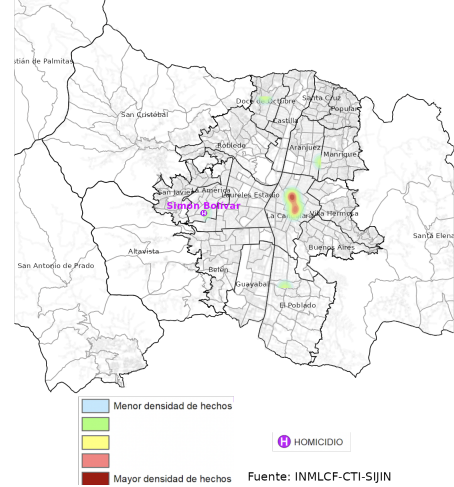 stián de Palmitas
Doce de Octubre
Santa Cruz
Popular
San Cristóbal
Castilla
Robledo
Aranjuez
Manrique
San Javier
La América
Laureles Estadio
Simón Bolívar
H
La Candelaria
Villa Hermosa
Santa Elena
Altavista
Buenos Aires
San Antonio de Prado
Belén
Guayabal
El Poblado
Menor densidad de hechos
H HOMICIDIO
Mayor densidad de hechos
Fuente: INMLCF-CTI-SIJIN